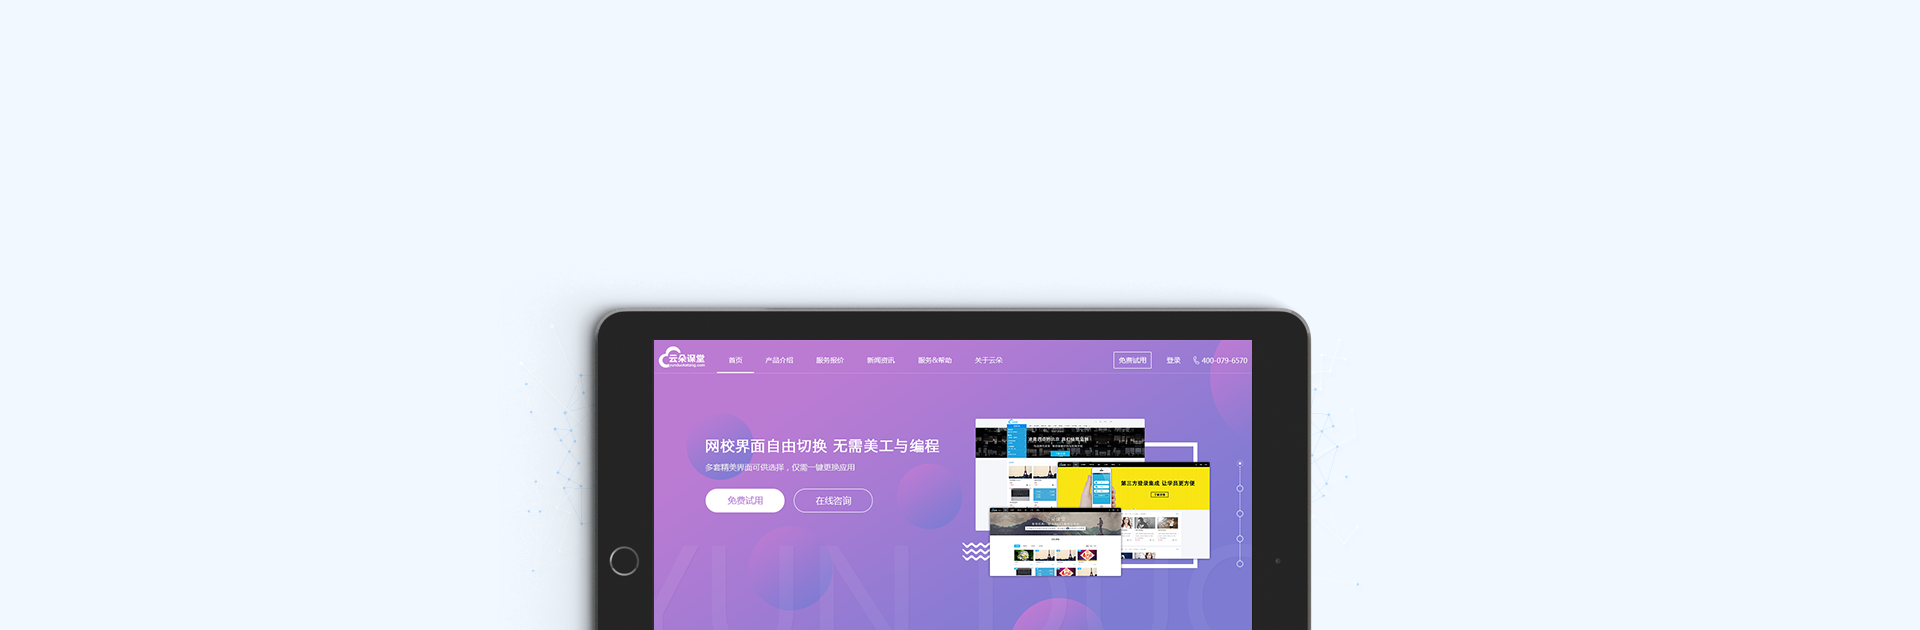 云朵课堂
yunduoketang.com
首页 产品介绍 服务报价 新闻资讯 服务&帮助 关于云朵
免费试用 登录 400-079-6570
网校界面自由切换 无需美工与编程
多套精美界面可供选择，仅需一键更换应用
免费试用 在线咨询
第三方登录集成 让学员更方便
YUN DUO